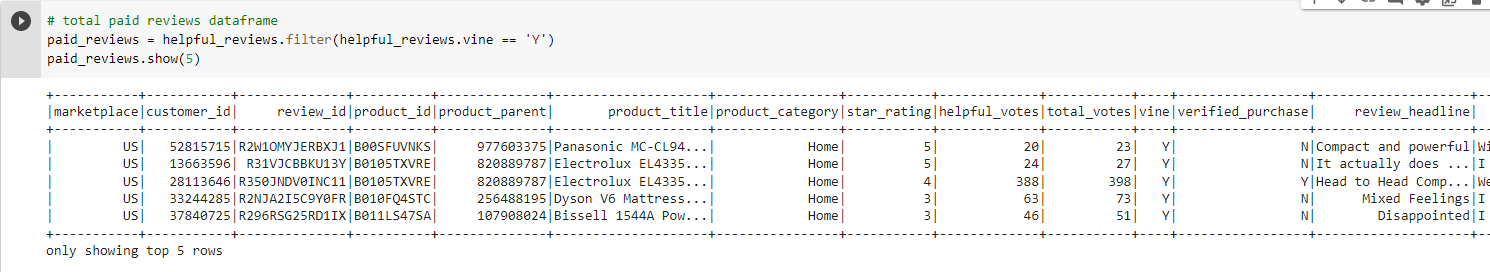 # total paid reviews dataframe
paid_reviews = helpful_reviews.filter(helpful_reviews.vine == 'Y')
paid_reviews.show(5)
+-----------+-----------+--------------+----------+--------------+--------------------+----------------+-----------+-------------+-----------+----+-----------------+--------------------+--
|marketplace|customer_id|     review_id|product_id|product_parent|       product_title|product_category|star_rating|helpful_votes|total_votes|vine|verified_purchase|     review_headline|
+-----------+-----------+--------------+----------+--------------+--------------------+----------------+-----------+-------------+-----------+----+-----------------+--------------------+--
|         US|   52815715|R2W1OMYJERBXJ1|B00SFUVNKS|     977603375|Panasonic MC-CL94...|            Home|          5|           20|         23|   Y|                N|Compact and powerful|Wi
|         US|   13663596| R31VJCBBKU13Y|B0105TXVRE|     820889787|Electrolux EL4335...|            Home|          5|           24|         27|   Y|                N|It actually does ...|I
|         US|   28113646|R350JNDV0INC11|B0105TXVRE|     820889787|Electrolux EL4335...|            Home|          4|          388|        398|   Y|                Y|Head to Head Comp...|We
|         US|   33244285|R2NJA2I5C9Y0FR|B010FQ4STC|     256488195|Dyson V6 Mattress...|            Home|          3|           63|         73|   Y|                N|      Mixed Feelings|I
|         US|   37840725|R296RSG25RD1IX|B011LS47SA|     107908024|Bissell 1544A Pow...|            Home|          3|           46|         51|   Y|                N|        Disappointed|I
+-----------+-----------+--------------+----------+--------------+--------------------+----------------+-----------+-------------+-----------+----+-----------------+--------------------+--
only showing top 5 rows